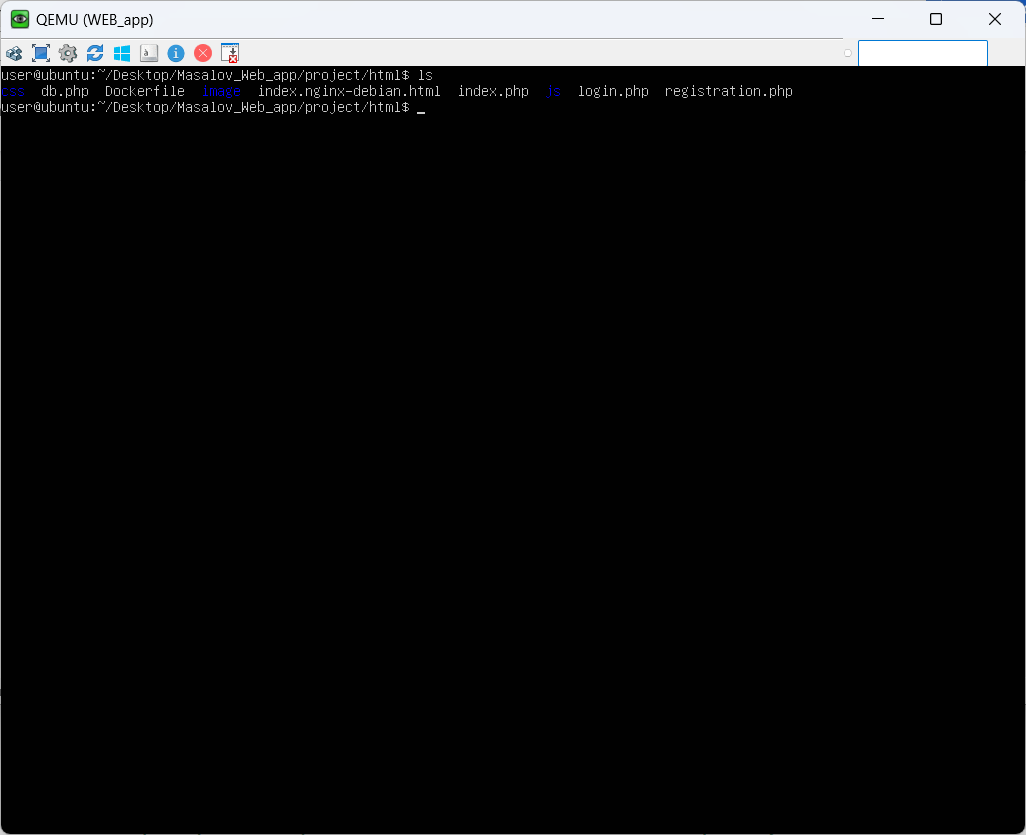 QEMU (WEB_app)
user@ubuntu:~/Desktop/Masalov_Web_app/project/html$ ls
css  db.php  Dockerfile  image  index.nginx-debian.html  index.php  js  login.php  registration.php
user@ubuntu:~/Desktop/Masalov_Web_app/project/html$ _